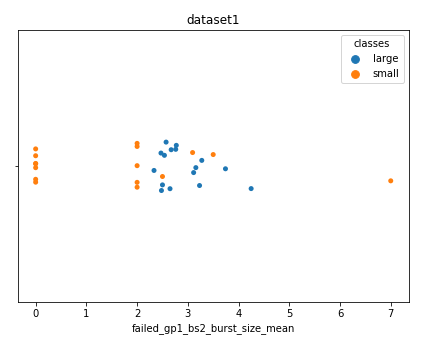 dataset1
classes
large
small
0 1 2 3 4 5 6 7
failed_gp1_bs2_burst_size_mean